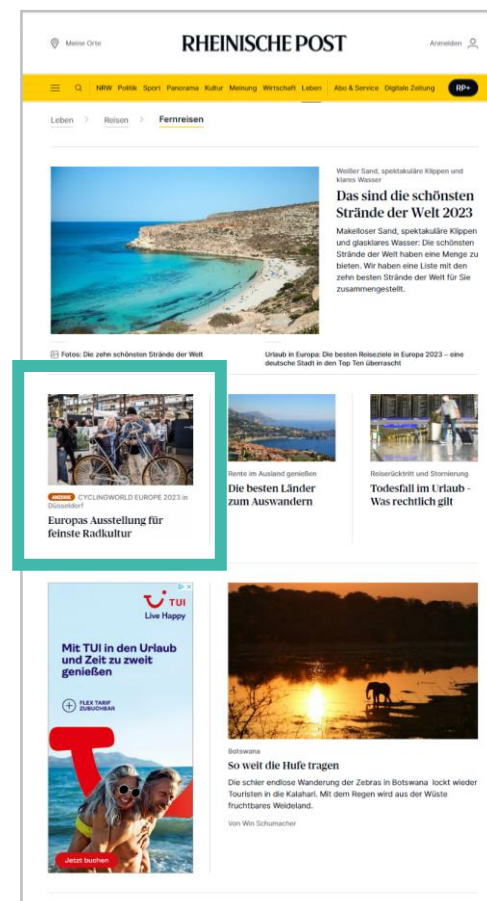 Meine Orte
RHEINISCHE POST
Anmelden
NRW Politik Sport Panorama Kultur Meinung Wirtschaft Leben Abo & Service Digitale Zeitung RP+
Leben > Reisen > Fernreisen
Weißer Sand, spektakuläre Klippen und
klares Wasser
Das sind die schönsten
Strände der Welt 2023
Makelloser Sand, spektakuläre Klippen
und glasklares Wasser: Die schönsten
Strände der Welt haben eine Menge zu
bieten. Wir haben eine Liste mit den
zehn besten Strände der Welt für Sie
zusammengestellt.
Fotos: Die zehn schönsten Strände der Welt
Urlaub in Europa: Die besten Reiseziele in Europa 2023 – eine
deutsche Stadt in den Top Ten überrascht
ANZEIGE CYCLINGWORLD EUROPE 2023 in
Düsseldorf
Europas Ausstellung für
feinste Radkultur
Rente im Ausland genießen
Die besten Länder
zum Auswandern
Reiserücktritt und Stornierung
Todesfall im Urlaub -
Was rechtlich gilt
TUI
Live Happy
Mit TUI in den Urlaub
und Zeit zu zweit
genießen
FLEX TARIF
ZUBUCHBAR
Jetzt buchen
Botswana
So weit die Hufe tragen
Die schier endlose Wanderung der Zebras in Botswana lockt wieder
Touristen in die Kalahari. Mit dem Regen wird aus der Wüste
fruchtbares Weideland.
Von Win Schumacher